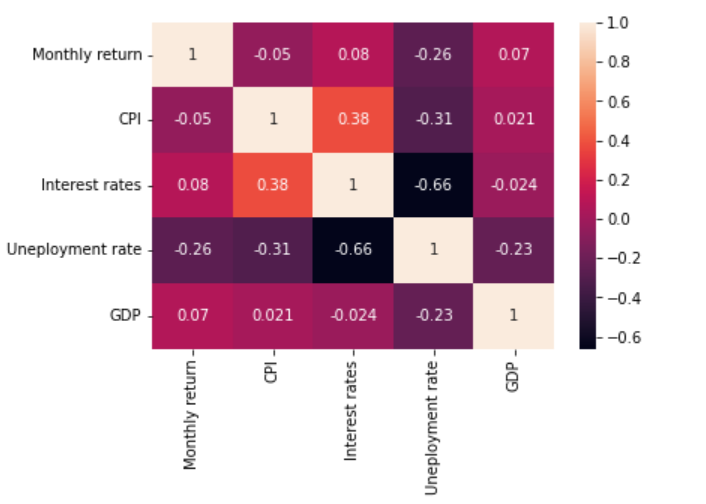 Monthly return 1 -0.05 0.08 -0.26 0.07
CPI -0.05 1 0.38 -0.31 0.021
Interest rates 0.08 0.38 1 -0.66 -0.024
Uneployment rate -0.26 -0.31 -0.66 1 -0.23
GDP 0.07 0.021 -0.024 -0.23 1
Monthly return
CPI
Interest rates
Uneployment rate
GDP
1.0
0.8
0.6
0.4
0.2
0.0
−0.2
−0.4
−0.6